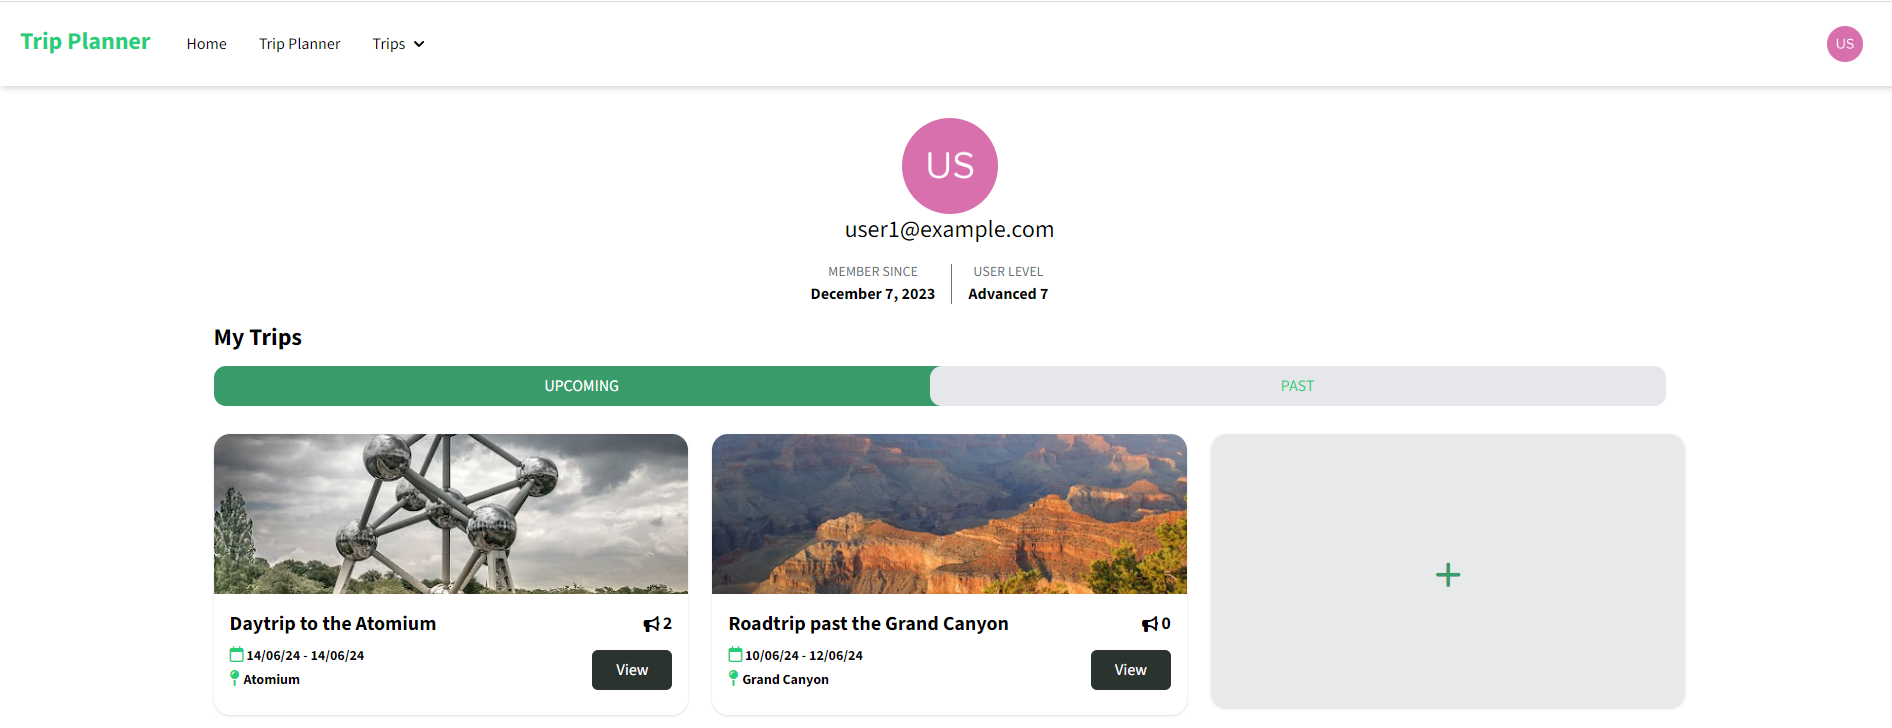 Trip Planner
Home
Trip Planner
Trips
US
US
user1@example.com
MEMBER SINCE
December 7, 2023
USER LEVEL
Advanced 7
My Trips
UPCOMING
PAST
Daytrip to the Atomium
2
14/06/24 - 14/06/24
Atomium
View
Roadtrip past the Grand Canyon
0
10/06/24 - 12/06/24
Grand Canyon
View